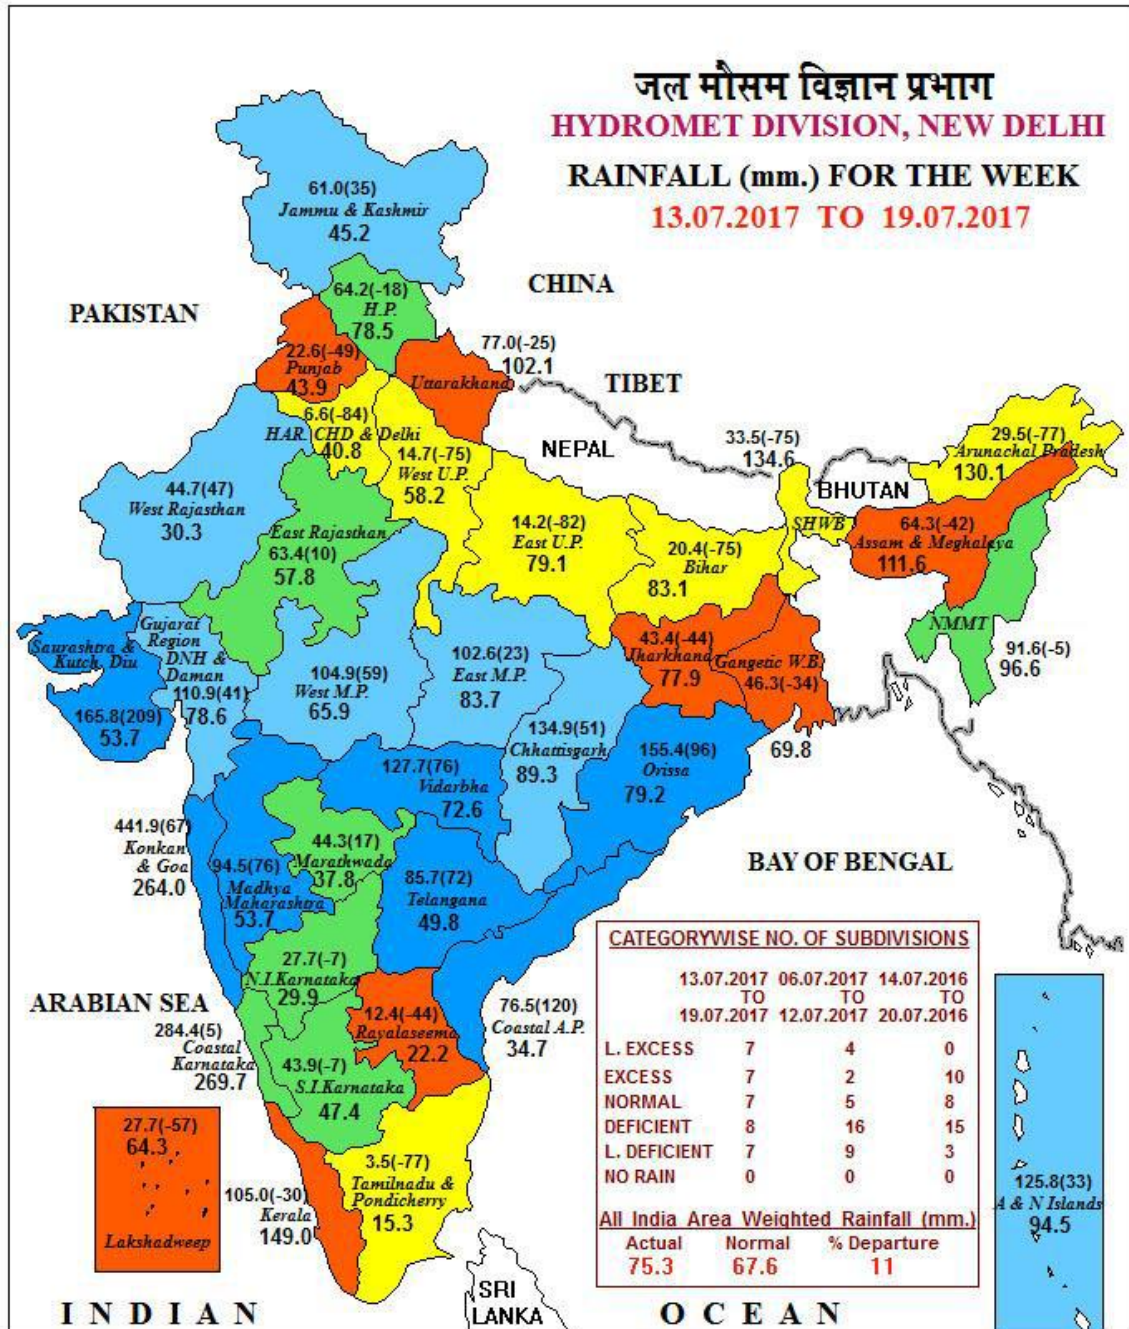 जल मौसम विज्ञान प्रभाग
HYDROMET DIVISION, NEW DELHI
RAINFALL (mm.) FOR THE WEEK
13.07.2017 TO 19.07.2017
61.0(35)
Jammu & Kashmir
45.2
CHINA
64.2(-18)
H.P.
78.5
PAKISTAN
22.6(-49)
Punjab
43.9
77.0(-25)
102.1
Uttarakhand
TIBET
6.6(-84)
HAR. CHD & Delhi
40.8
NEPAL
14.7(-75)
West U.P.
58.2
33.5(-75)
134.6
SHWB
BHUTAN
29.5(-77)
Arunachal Pradesh
130.1
44.7(47)
West Rajasthan
30.3
East Rajasthan
63.4(10)
57.8
14.2(-82)
East U.P.
79.1
20.4(-75)
Bihar
83.1
64.3(-42)
Assam & Meghalaya
111.6
NMMT
91.6(-5)
96.6
Saurashtra &
Kutch, Diu
165.8(209)
53.7
Gujarat
Region
DNH &
Daman
110.9(41)
78.6
104.9(59)
West M.P.
65.9
102.6(23)
East M.P.
83.7
43.4(-44)
Jharkhand
77.9
Gangetic W.B.
46.3(-34)
69.8
134.9(51)
Chhattisgarh
89.3
155.4(96)
Orissa
79.2
127.7(76)
Vidarbha
72.6
441.9(67)
Konkan
& Goa
264.0
94.5(76)
Madhya
Maharashtra
53.7
44.3(17)
Marathwada
37.8
85.7(72)
Telangana
49.8
BAY OF BENGAL
27.7(-7)
N.I.Karnataka
29.9
ARABIAN SEA
284.4(5)
Coastal
Karnataka
269.7
12.4(-44)
Rayalaseema
22.2
76.5(120)
Coastal A.P.
34.7
43.9(-7)
S.I.Karnataka
47.4
27.7(-57)
64.3
Lakshadweep
105.0(-30)
Kerala
149.0
3.5(-77)
Tamilnadu &
Pondicherry
15.3
CATEGORYWISE NO. OF SUBDIVISIONS
13.07.2017 06.07.2017 14.07.2016
TO TO TO
19.07.2017 12.07.2017 20.07.2016
L. EXCESS 7 4 0
EXCESS 7 2 10
NORMAL 7 5 8
DEFICIENT 8 16 15
L. DEFICIENT 7 9 3
NO RAIN 0 0 0
All India Area Weighted Rainfall (mm.)
Actual Normal % Departure
75.3 67.6 11
125.8(33)
A & N Islands
94.5
SRI
LANKA
INDIAN OCEAN